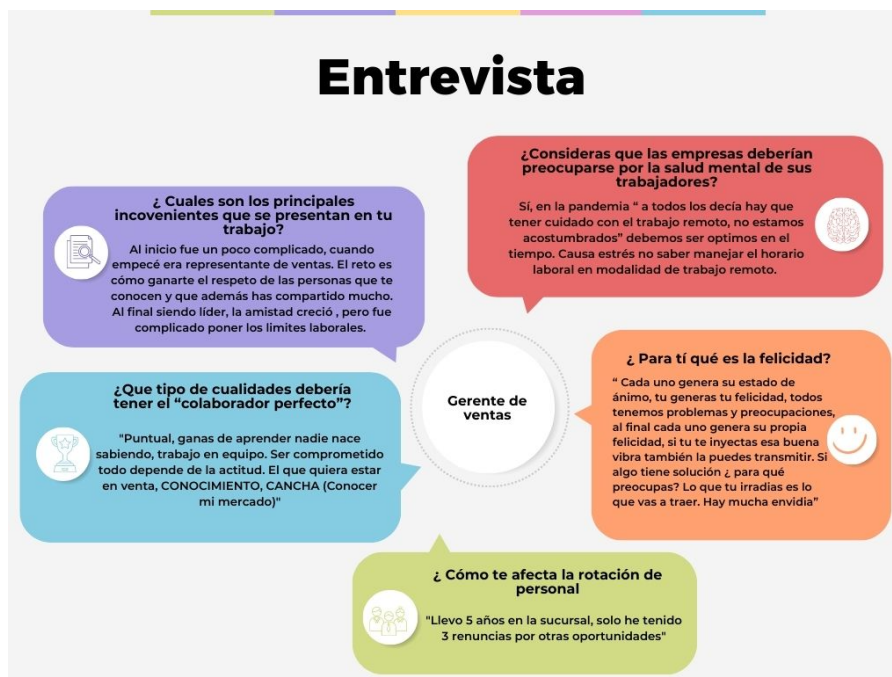 Entrevista
¿ Cuales son los principales
incovenientes que se presentan en tu
trabajo?
Al inicio fue un poco complicado, cuando
empecé era representante de ventas. El reto es
cómo ganarte el respeto de las personas que te
conocen y que además has compartido mucho.
Al final siendo líder, la amistad creció , pero fue
complicado poner los limites laborales.
¿Consideras que las empresas deberían
preocuparse por la salud mental de sus
trabajadores?
Sí, en la pandemia “ a todos los decía hay que
tener cuidado con el trabajo remoto, no estamos
acostumbrados” debemos ser optimos en el
tiempo. Causa estrés no saber manejar el horario
laboral en modalidad de trabajo remoto.
¿Que tipo de cualidades debería
tener el “colaborador perfecto”?
"Puntual, ganas de aprender nadie nace
sabiendo, trabajo en equipo. Ser comprometido
todo depende de la actitud. El que quiera estar
en venta, CONOCIMIENTO, CANCHA (Conocer
mi mercado)"
Gerente de
ventas
¿ Para tí qué es la felicidad?
“ Cada uno genera su estado de
ánimo, tu generas tu felicidad, todos
tenemos problemas y preocupaciones,
al final cada uno genera su propia
felicidad, si tu te inyectas esa buena
vibra también la puedes transmitir. Si
algo tiene solución ¿ para qué
preocupas? Lo que tu irradias es lo
que vas a traer. Hay mucha envidia”
¿ Cómo te afecta la rotación de
personal
"Llevo 5 años en la sucursal, solo he tenido
3 renuncias por otras oportunidades"